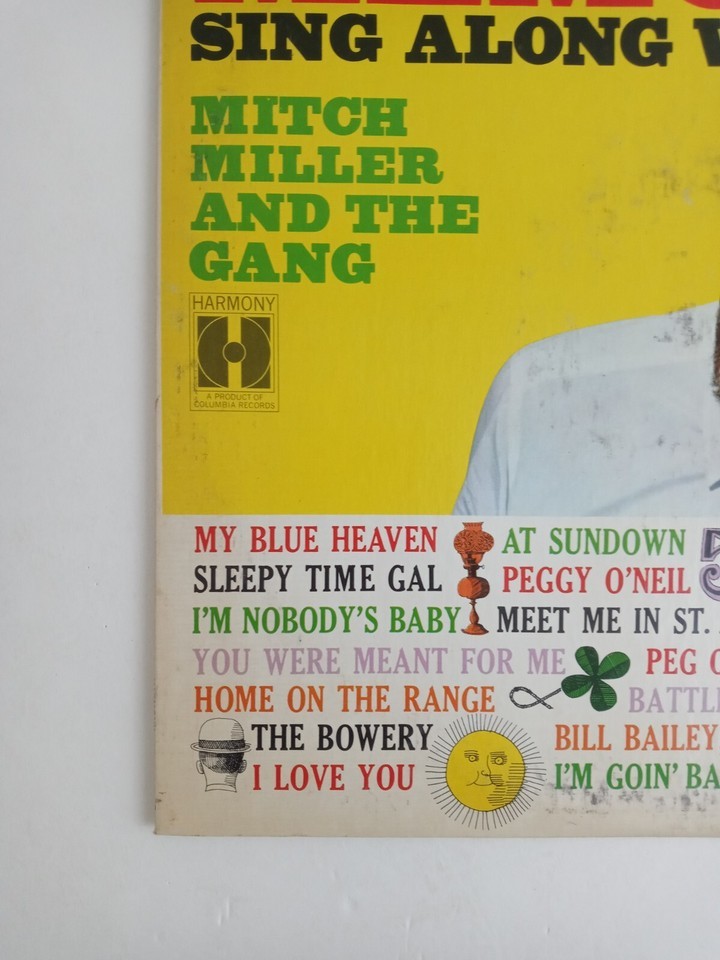 SING ALONG
MITCH
MILLER
AND THE
GANG
HARMONY
A PRODUCT OF
COLUMBIA RECORDS
MY BLUE HEAVEN AT SUNDOWN
SLEEPY TIME GAL PEGGY O'NEIL
I'M NOBODY'S BABY MEET ME IN ST.
YOU WERE MEANT FOR ME PEG
HOME ON THE RANGE
THE BOWERY BILL BAILEY
I LOVE YOU I'M GOIN'